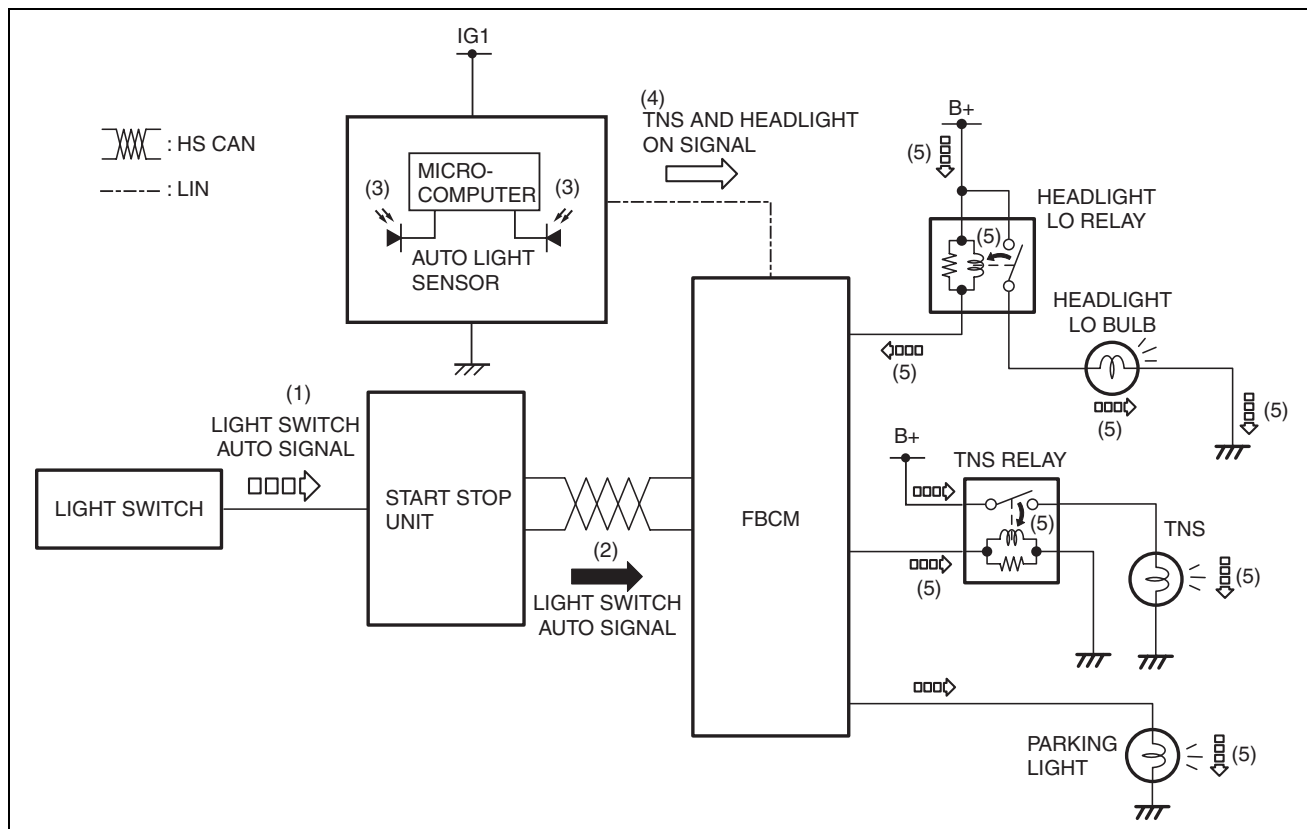 IG1
: HS CAN
: LIN
MICRO-
COMPUTER
(3)
(3)
AUTO LIGHT
SENSOR
(4)
TNS AND HEADLIGHT
ON SIGNAL
B+
(5)
HEADLIGHT
LO RELAY
(5)
HEADLIGHT
LO BULB
(5)
(5)
(5)
(1)
LIGHT SWITCH
AUTO SIGNAL
LIGHT SWITCH
START STOP
UNIT
(2)
LIGHT SWITCH
AUTO SIGNAL
FBCM
B+
TNS RELAY
(5)
(5)
TNS
(5)
PARKING
LIGHT
(5)